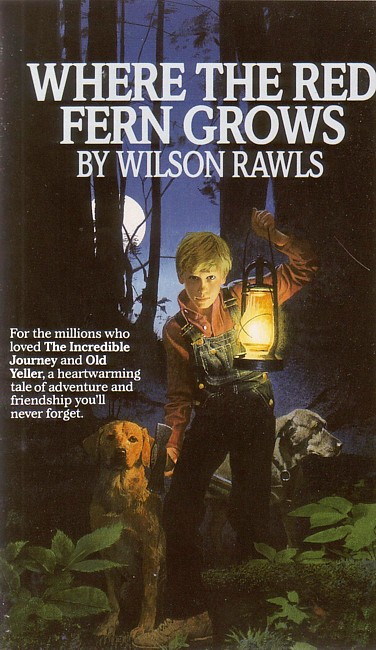 WHERE THE RED
FERN GROWS
BY WILSON RAWLS
For the millions who
loved The Incredible
Journey and Old
Yeller, a heartwarming
tale of adventure and
friendship you'll
never forget.